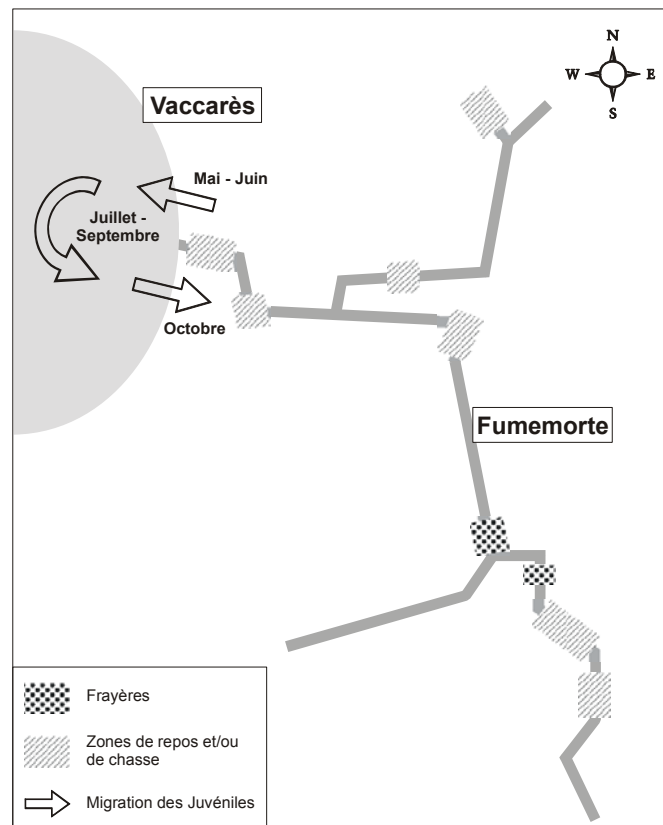 N
W E
S
Vaccarès
Mai - Juin
Juillet -
Septembre
Octobre
Fumemorte
Frayères
Zones de repos et/ou
de chasse
Migration des Juvéniles